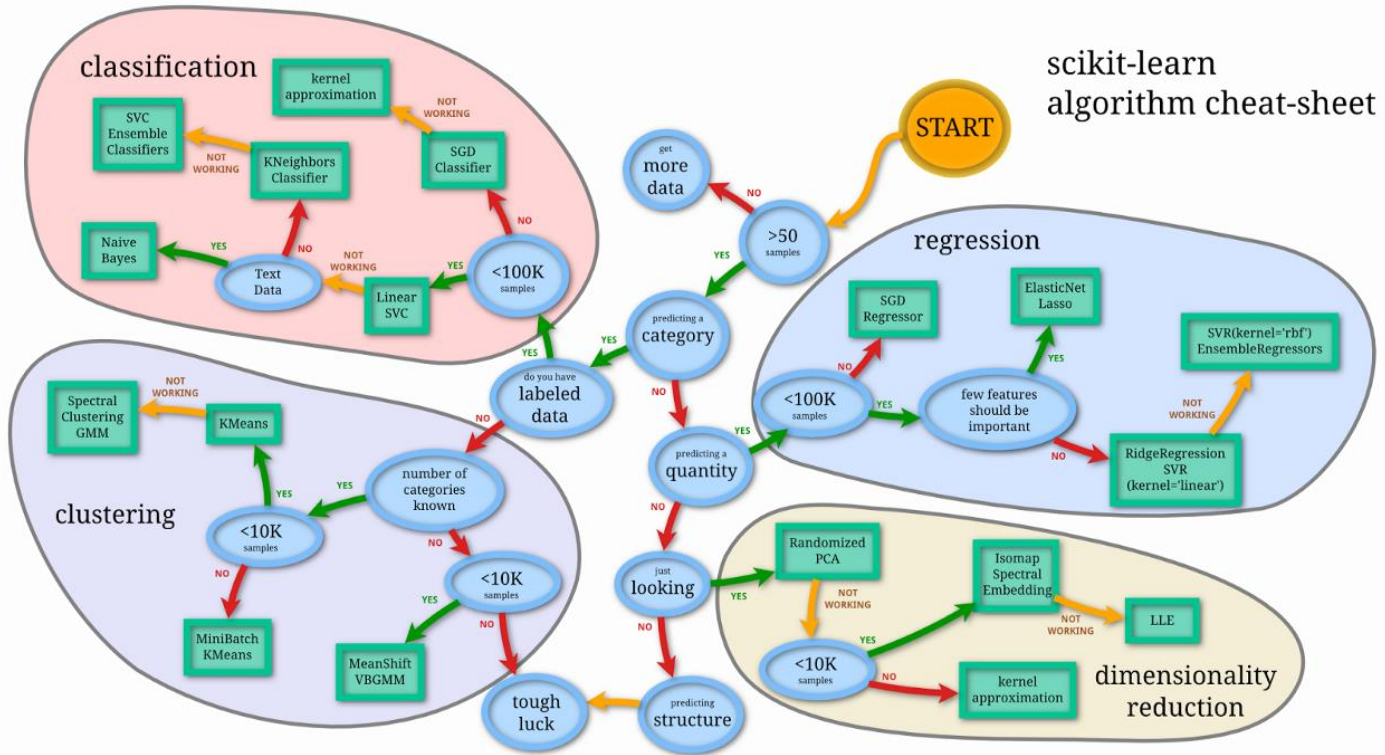 scikit-learn
algorithm cheat-sheet
START
get
more
data
NO
>50
samples
YES
predicting a
category
YES
NO
do you have
labeled
data
YES
NO
predicting a
quantity
YES
NO
just
looking
YES
NO
predicting
structure
tough
luck
classification
kernel
approximation
NOT
WORKING
SGD
Classifier
NO
<100K
samples
YES
Linear
SVC
NOT
WORKING
Text
Data
YES
Naive
Bayes
NO
KNeighbors
Classifier
NOT
WORKING
SVC
Ensemble
Classifiers
clustering
number of
categories
known
YES
NO
<10K
samples
YES
KMeans
NOT
WORKING
Spectral
Clustering
GMM
NO
MiniBatch
KMeans
<10K
samples
YES
MeanShift
VBGMM
NO
regression
<100K
samples
NO
SGD
Regressor
YES
few features
should be
important
YES
ElasticNet
Lasso
NO
RidgeRegression
SVR
(kernel='linear')
NOT
WORKING
SVR(kernel='rbf')
EnsembleRegressors
dimensionality
reduction
Randomized
PCA
NOT
WORKING
<10K
samples
YES
Isomap
Spectral
Embedding
NOT
WORKING
LLE
NO
kernel
approximation